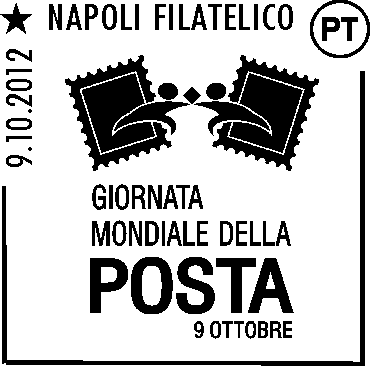 ★ NAPOLI FILATELICO
PT
9.10.2012
GIORNATA
MONDIALE DELLA
POSTA
9 OTTOBRE